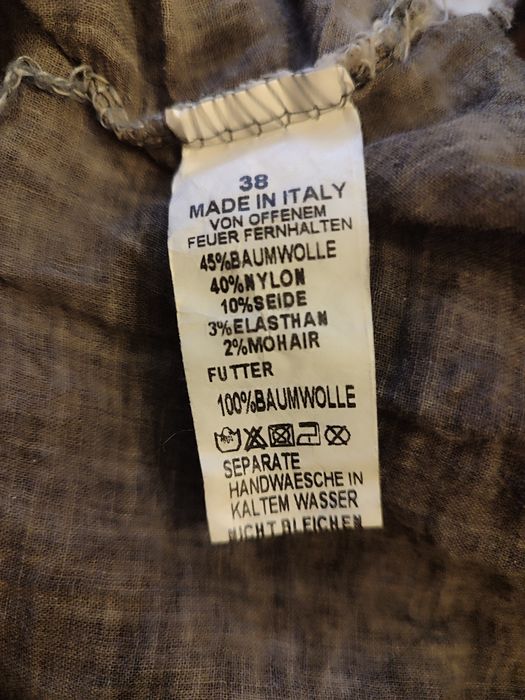 38
MADE IN ITALY
VON OFFENEM
FEUER FERNHALTEN
45%BAUMWOLLE
40%NYLON
10%SEIDE
3%ELASTHAN
2%MOHAIR
FUTTER
100%BAUMWOLLE
SEPARATE
HANDWAESCHE IN
KALTEM WASSER
NICHT BLEICHEN